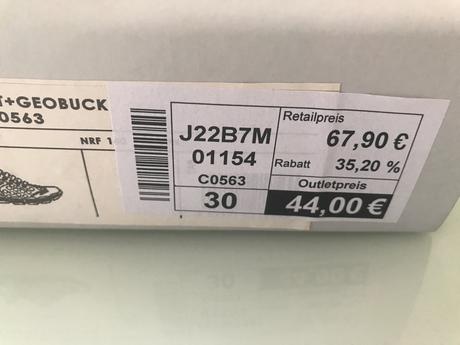 T+GEOBUCK
0563
NRF
J22B7M
01154
C0563
30
Retailpreis
67,90 €
Rabatt 35,20 %
Outletpreis
44,00 €